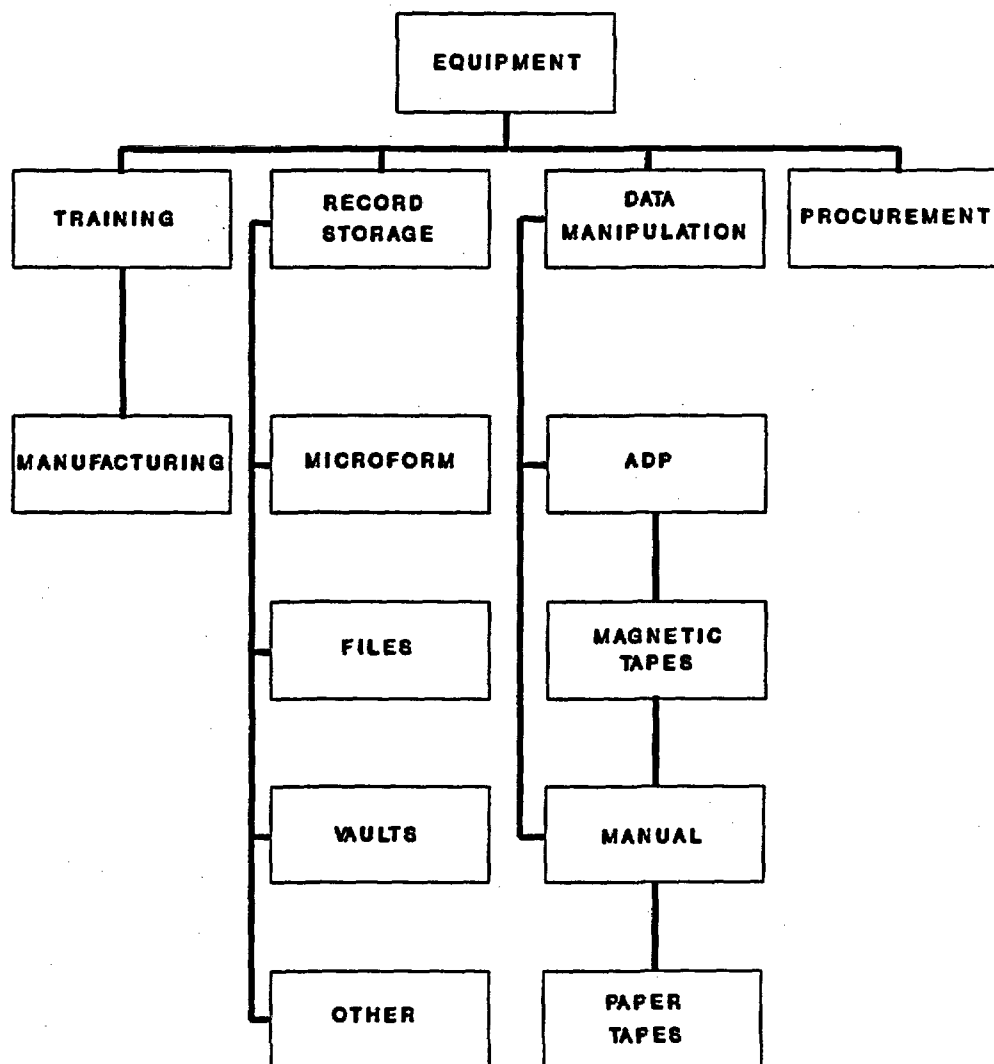 EQUIPMENT
TRAINING
RECORD
STORAGE
DATA
MANIPULATION
PROCUREMENT
MANUFACTURING
MICROFORM
ADP
FILES
MAGNETIC
TAPES
VAULTS
MANUAL
OTHER
PAPER
TAPES